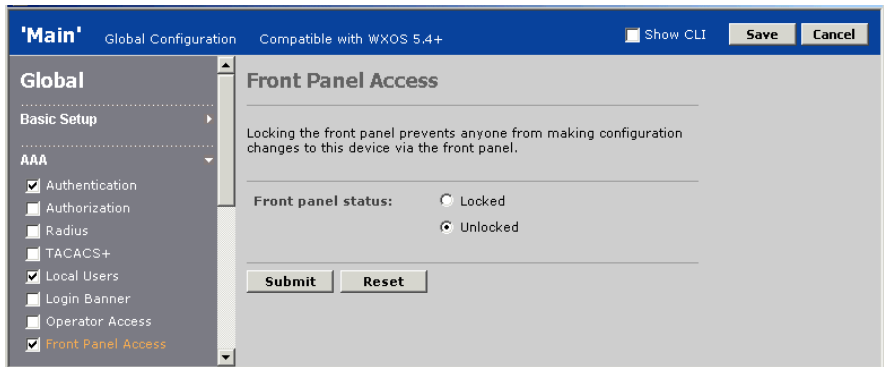 'Main' Global Configuration Compatible with WXOS 5.4+ Show CLI Save Cancel
Global
Basic Setup
AAA
Authentication
Authorization
Radius
TACACS+
Local Users
Login Banner
Operator Access
Front Panel Access
Front Panel Access
Locking the front panel prevents anyone from making configuration
changes to this device via the front panel.
Front panel status: Locked
Unlocked
Submit Reset